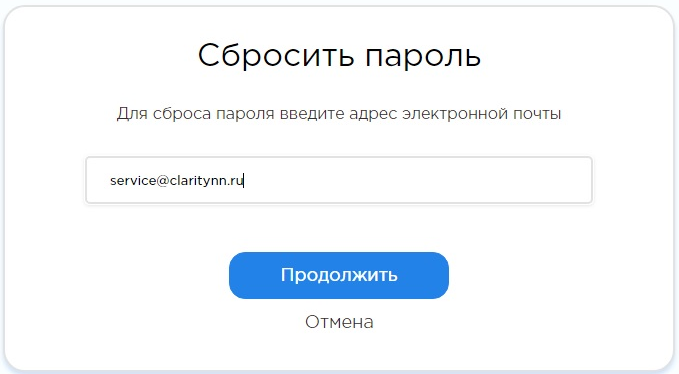 Сбросить пароль
Для сброса пароля введите адрес электронной почты
service@claritynn.ru
Продолжить
Отмена